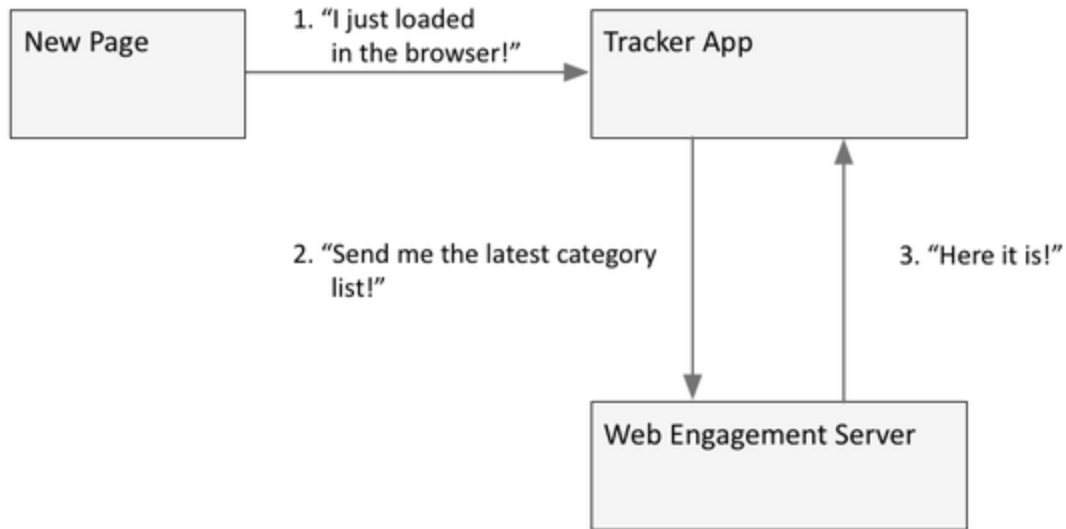 New Page
1. “I just loaded
in the browser!”
Tracker App
2. “Send me the latest category
list!”
3. “Here it is!”
Web Engagement Server